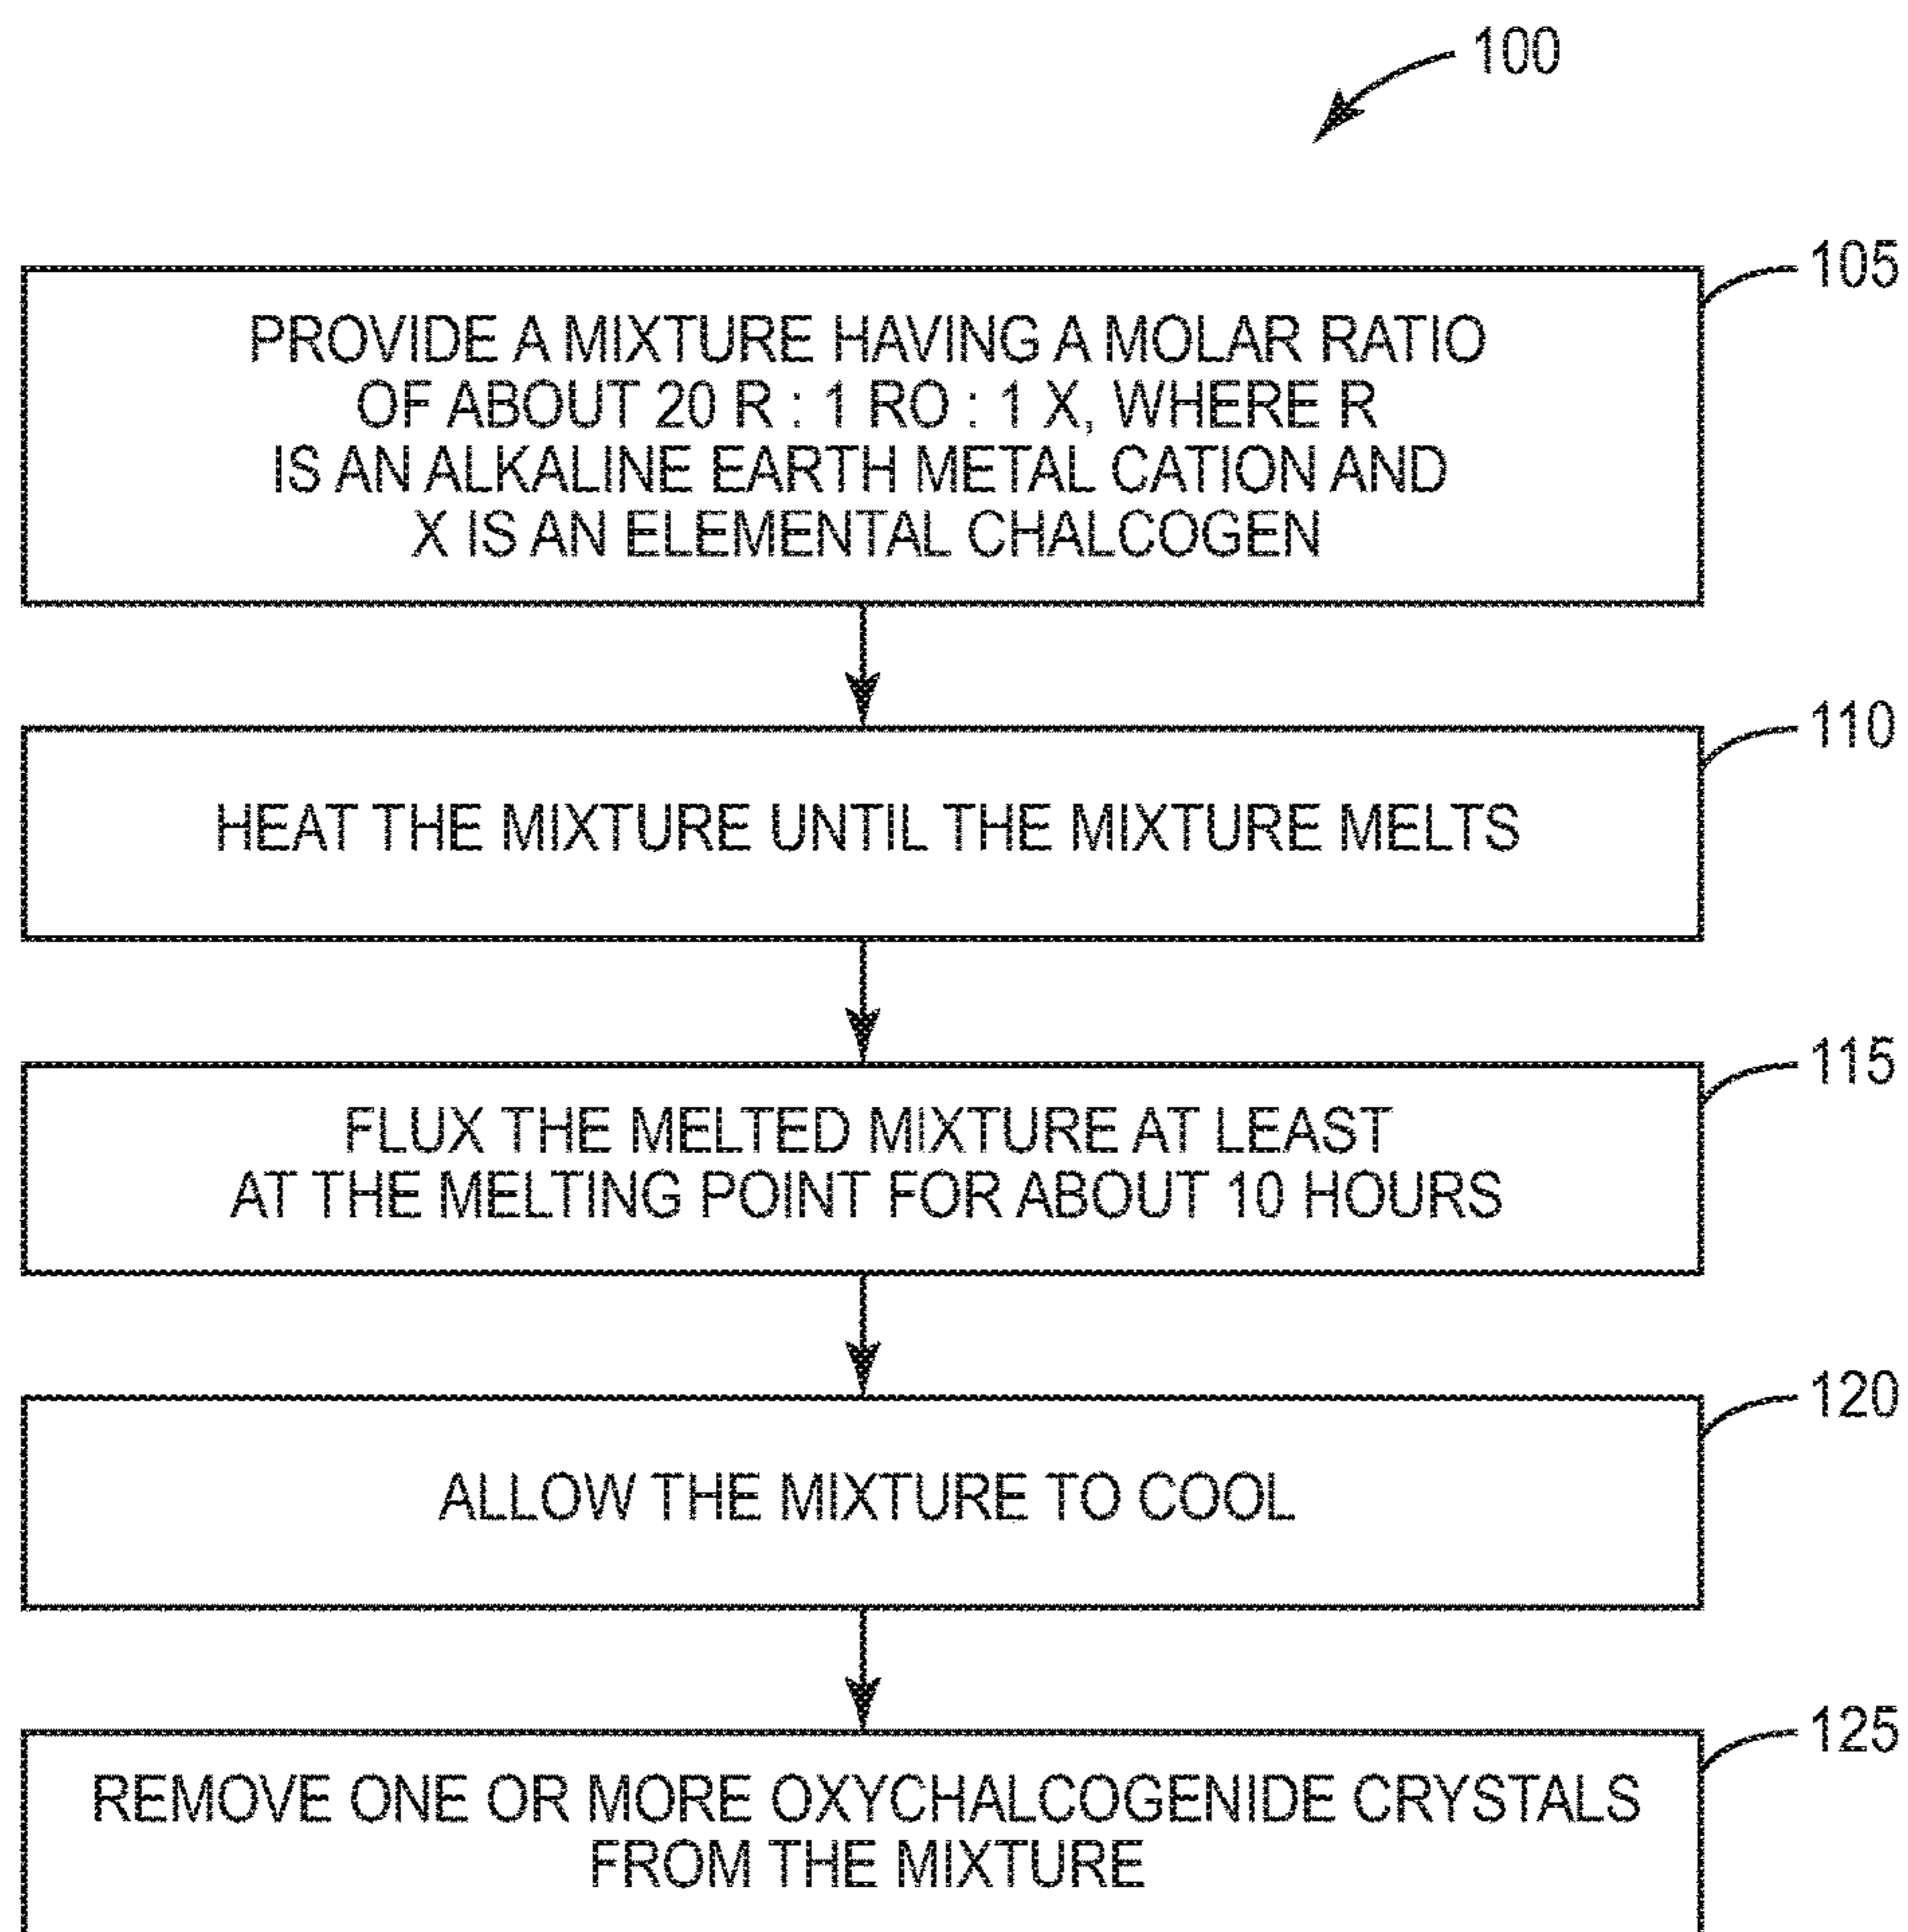 100
105
PROVIDE A MIXTURE HAVING A MOLAR RATIO
OF ABOUT 20 R : 1 RO : 1 X, WHERE R
IS AN ALKALINE EARTH METAL CATION AND
X IS AN ELEMENTAL CHALCOGEN
110
HEAT THE MIXTURE UNTIL THE MIXTURE MELTS
115
FLUX THE MELTED MIXTURE AT LEAST
AT THE MELTING POINT FOR ABOUT 10 HOURS
120
ALLOW THE MIXTURE TO COOL
125
REMOVE ONE OR MORE OXYCHALCOGENIDE CRYSTALS
FROM THE MIXTURE